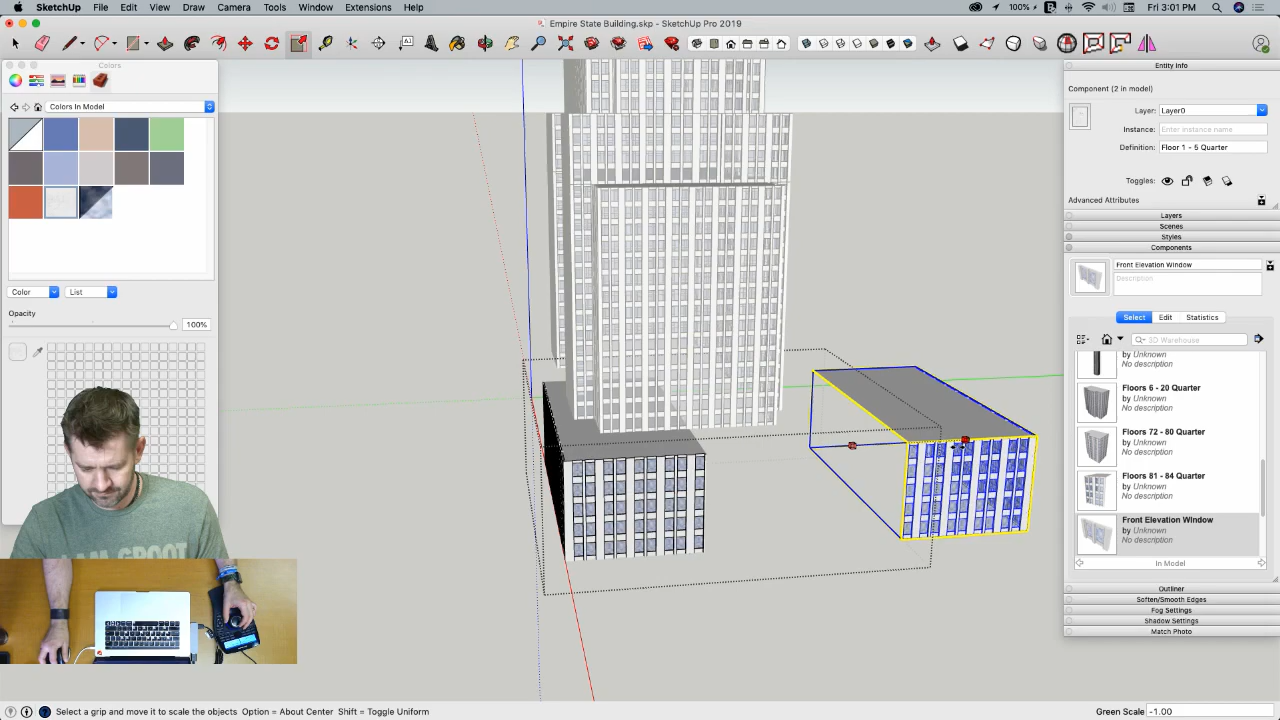 SketchUp File Edit View Draw Camera Tools Window Extensions Help 100% Fri 3:01 PM
Empire State Building.skp - SketchUp Pro 2019
Colors
Colors In Model
Color List
Opacity
100%
Entity Info
Component (2 in model)
Layer: Layer0
Instance: Enter instance name
Definition: Floor 1 - 5 Quarter
Toggles:
Advanced Attributes
Layers
Scenes
Styles
Components
Front Elevation Window
Description
Select Edit Statistics
3D Warehouse
by Unknown
No description
Floors 6 - 20 Quarter
by Unknown
No description
Floors 72 - 80 Quarter
by Unknown
No description
Floors 81 - 84 Quarter
by Unknown
No description
Front Elevation Window
by Unknown
No description
In Model
Outliner
Soften/Smooth Edges
Fog Settings
Shadow Settings
Match Photo
I AM GROOT
Select a grip and move it to scale the objects Option = About Center Shift = Toggle Uniform
Green Scale -1.00